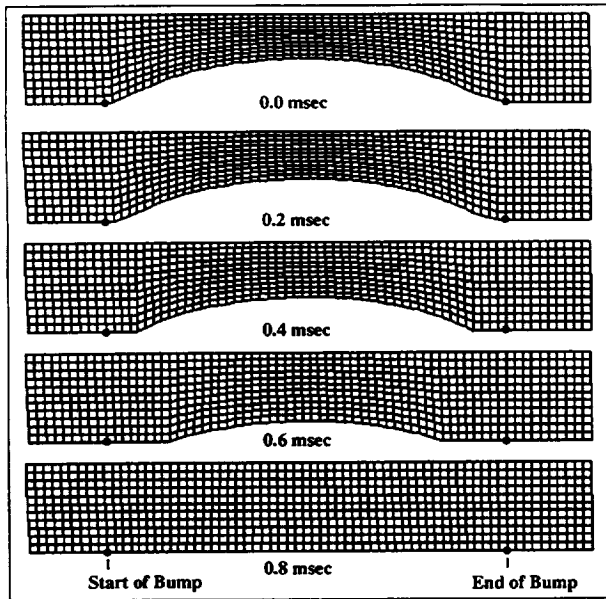 0.0 msec
0.2 msec
0.4 msec
0.6 msec
0.8 msec
Start of Bump
End of Bump